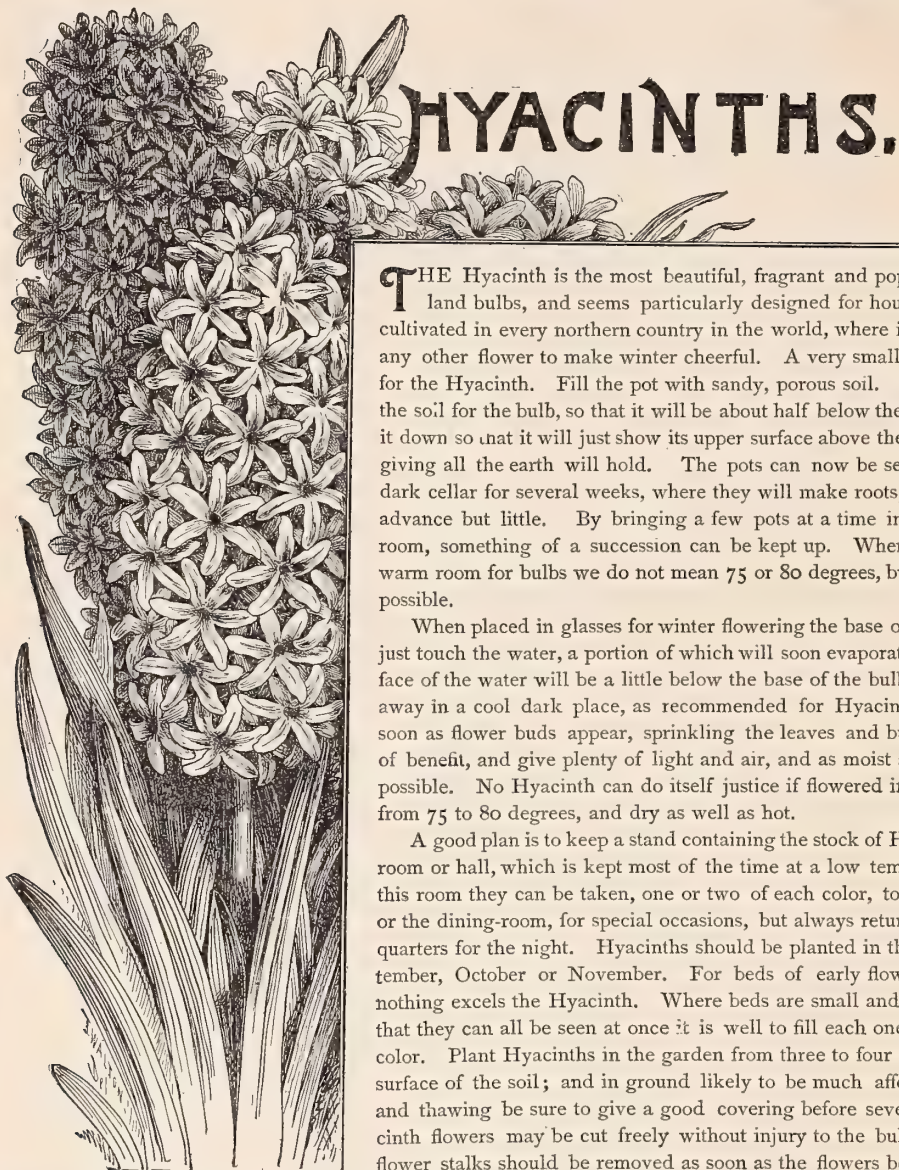 HYACINTHS.
THE Hyacinth is the most beautiful, fragrant and
land bulbs, and seems particularly designed for
cultivated in every northern country in the world, where
any other flower to make winter cheerful. A very small
for the Hyacinth. Fill the pot with sandy, porous soil.
the soil for the bulb, so that it will be about half below the
it down so that it will just show its upper surface above the
giving all the earth will hold. The pots can now be
dark cellar for several weeks, where they will make roots
advance but little. By bringing a few pots at a time
room, something of a succession can be kept up.
warm room for bulbs we do not mean 75 or 80 degrees,
possible.
When placed in glasses for winter flowering the base
just touch the water, a portion of which will soon
face of the water will be a little below the base of the
away in a cool dark place, as recommended for
soon as flower buds appear, sprinkling the leaves and
of benefit, and give plenty of light and air, and as moist
possible. No Hyacinth can do itself justice if flowered
from 75 to 80 degrees, and dry as well as hot.
A good plan is to keep a stand containing the stock of
room or hall, which is kept most of the time at a low
this room they can be taken, one or two of each color, to
or the dining-room, for special occasions, but always
quarters for the night. Hyacinths should be planted in
tember, October or November. For beds of early
nothing excels the Hyacinth. Where beds are small and
that they can all be seen at once it is well to fill each
color. Plant Hyacinths in the garden from three to four
surface of the soil; and in ground likely to be much
and thawing be sure to give a good covering before
cinth flowers may be cut freely without injury to the
flower stalks should be removed as soon as the flowers